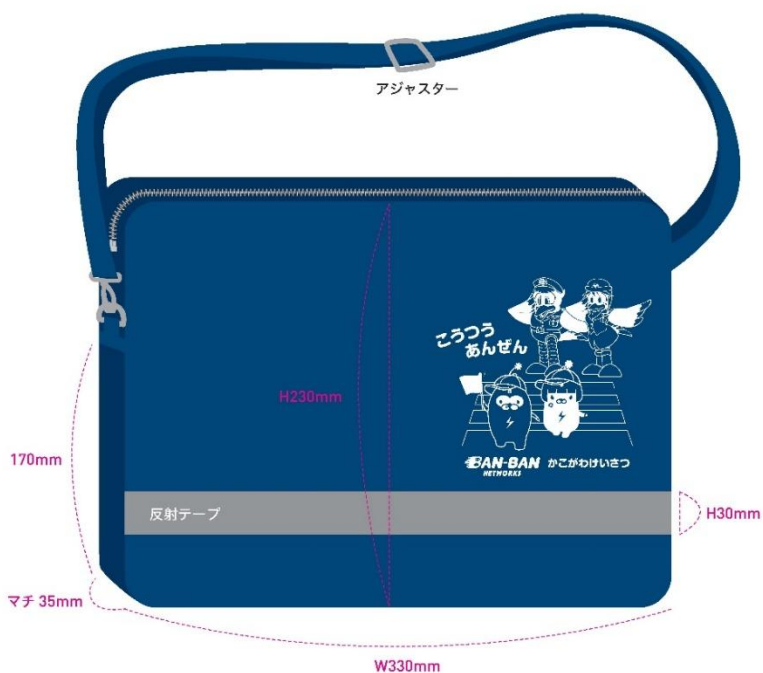 アジャスター
こうつう
あんぜん
H230mm
170mm
BAN-BAN かこがわけいさつ
NETWORKS
反射テープ
H30mm
マチ 35mm
W330mm